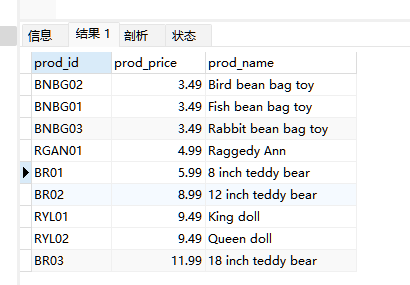 信息 结果 1 剖析 状态
prod_id prod_price prod_name
BNBG02 3.49 Bird bean bag toy
BNBG01 3.49 Fish bean bag toy
BNBG03 3.49 Rabbit bean bag toy
RGAN01 4.99 Raggedy Ann
BR01 5.99 8 inch teddy bear
BR02 8.99 12 inch teddy bear
RYL01 9.49 King doll
RYL02 9.49 Queen doll
BR03 11.99 18 inch teddy bear